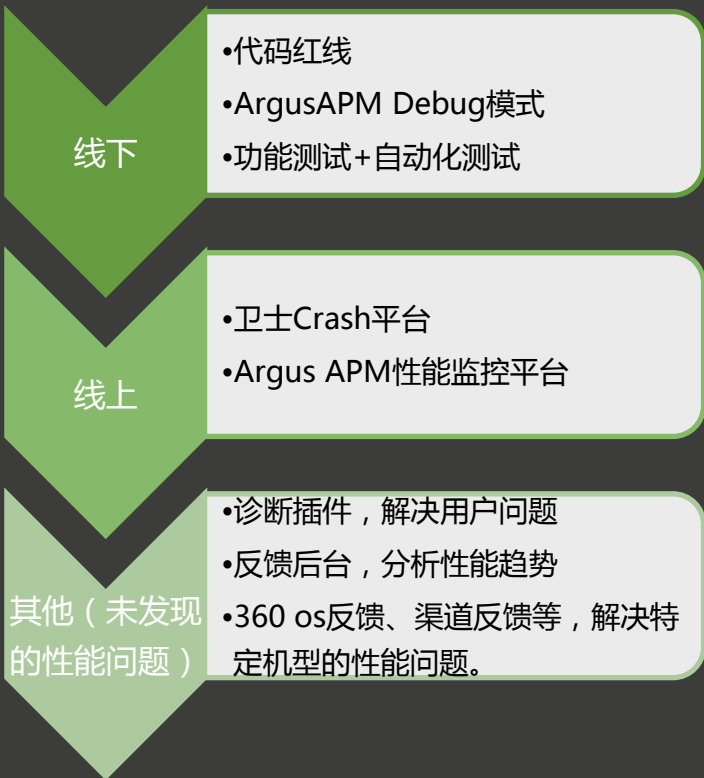 线下
•代码红线
•ArgusAPM Debug模式
•功能测试+自动化测试
线上
•卫士Crash平台
•Argus APM性能监控平台
其他（未发现
的性能问题）
•诊断插件，解决用户问题
•反馈后台，分析性能趋势
•360 os反馈、渠道反馈等，解决特
定机型的性能问题。